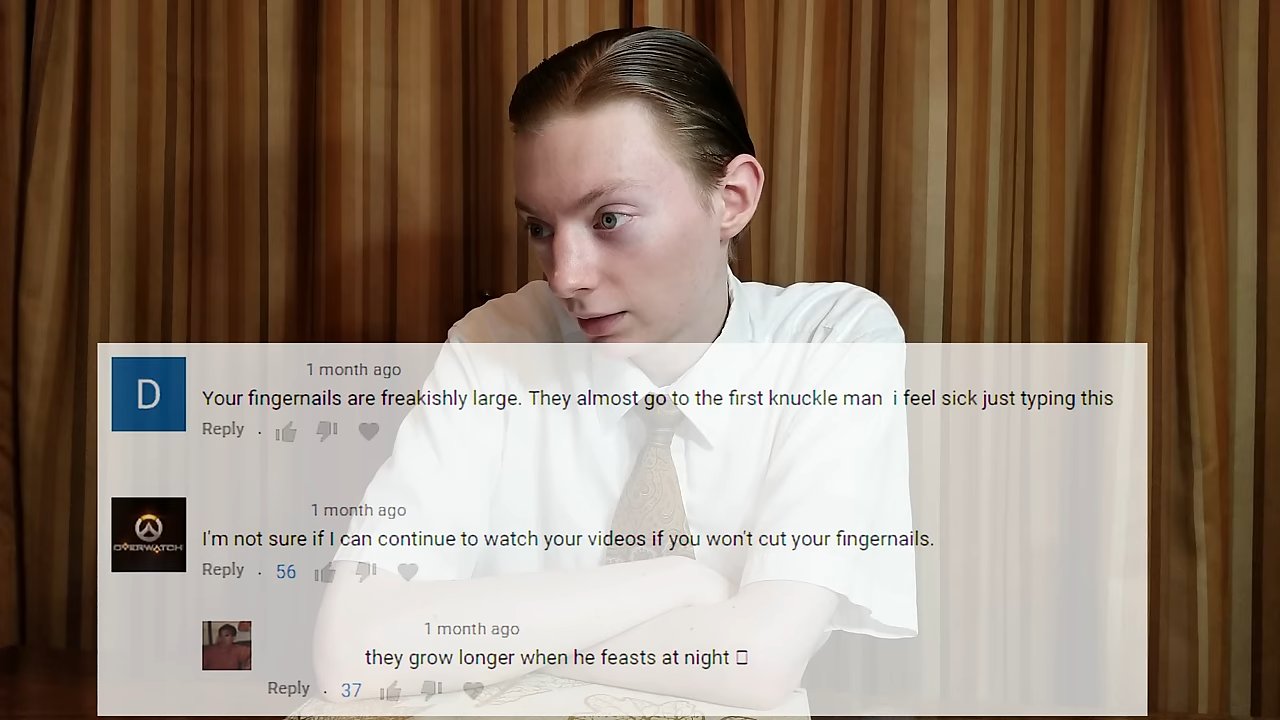 D
1 month ago
Your fingernails are freakishly large. They almost go to the first knuckle man i feel sick just typing this
Reply .
1 month ago
OVERWATCH
I'm not sure if I can continue to watch your videos if you won't cut your fingernails.
Reply . 56
1 month ago
they grow longer when he feasts at night
Reply . 37